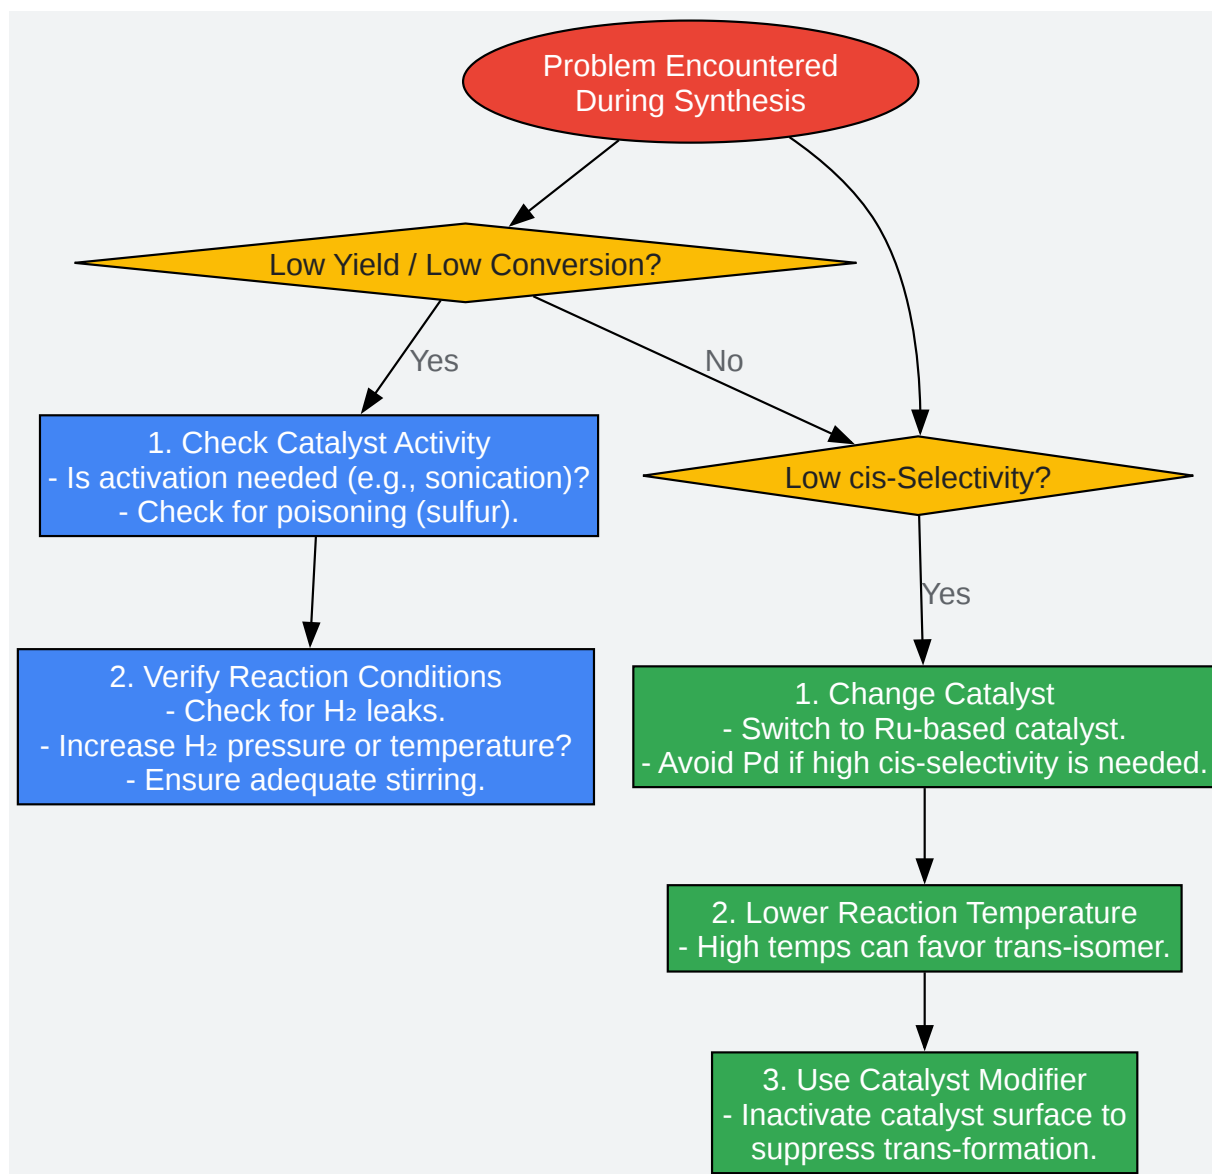 Problem Encountered
During Synthesis
Low Yield / Low Conversion?
Yes
No
1. Check Catalyst Activity
- Is activation needed (e.g., sonication)?
- Check for poisoning (sulfur).
Low cis-Selectivity?
Yes
2. Verify Reaction Conditions
- Check for H₂ leaks.
- Increase H₂ pressure or temperature?
- Ensure adequate stirring.
1. Change Catalyst
- Switch to Ru-based catalyst.
- Avoid Pd if high cis-selectivity is needed.
2. Lower Reaction Temperature
- High temps can favor trans-isomer.
3. Use Catalyst Modifier
- Inactivate catalyst surface to
suppress trans-formation.